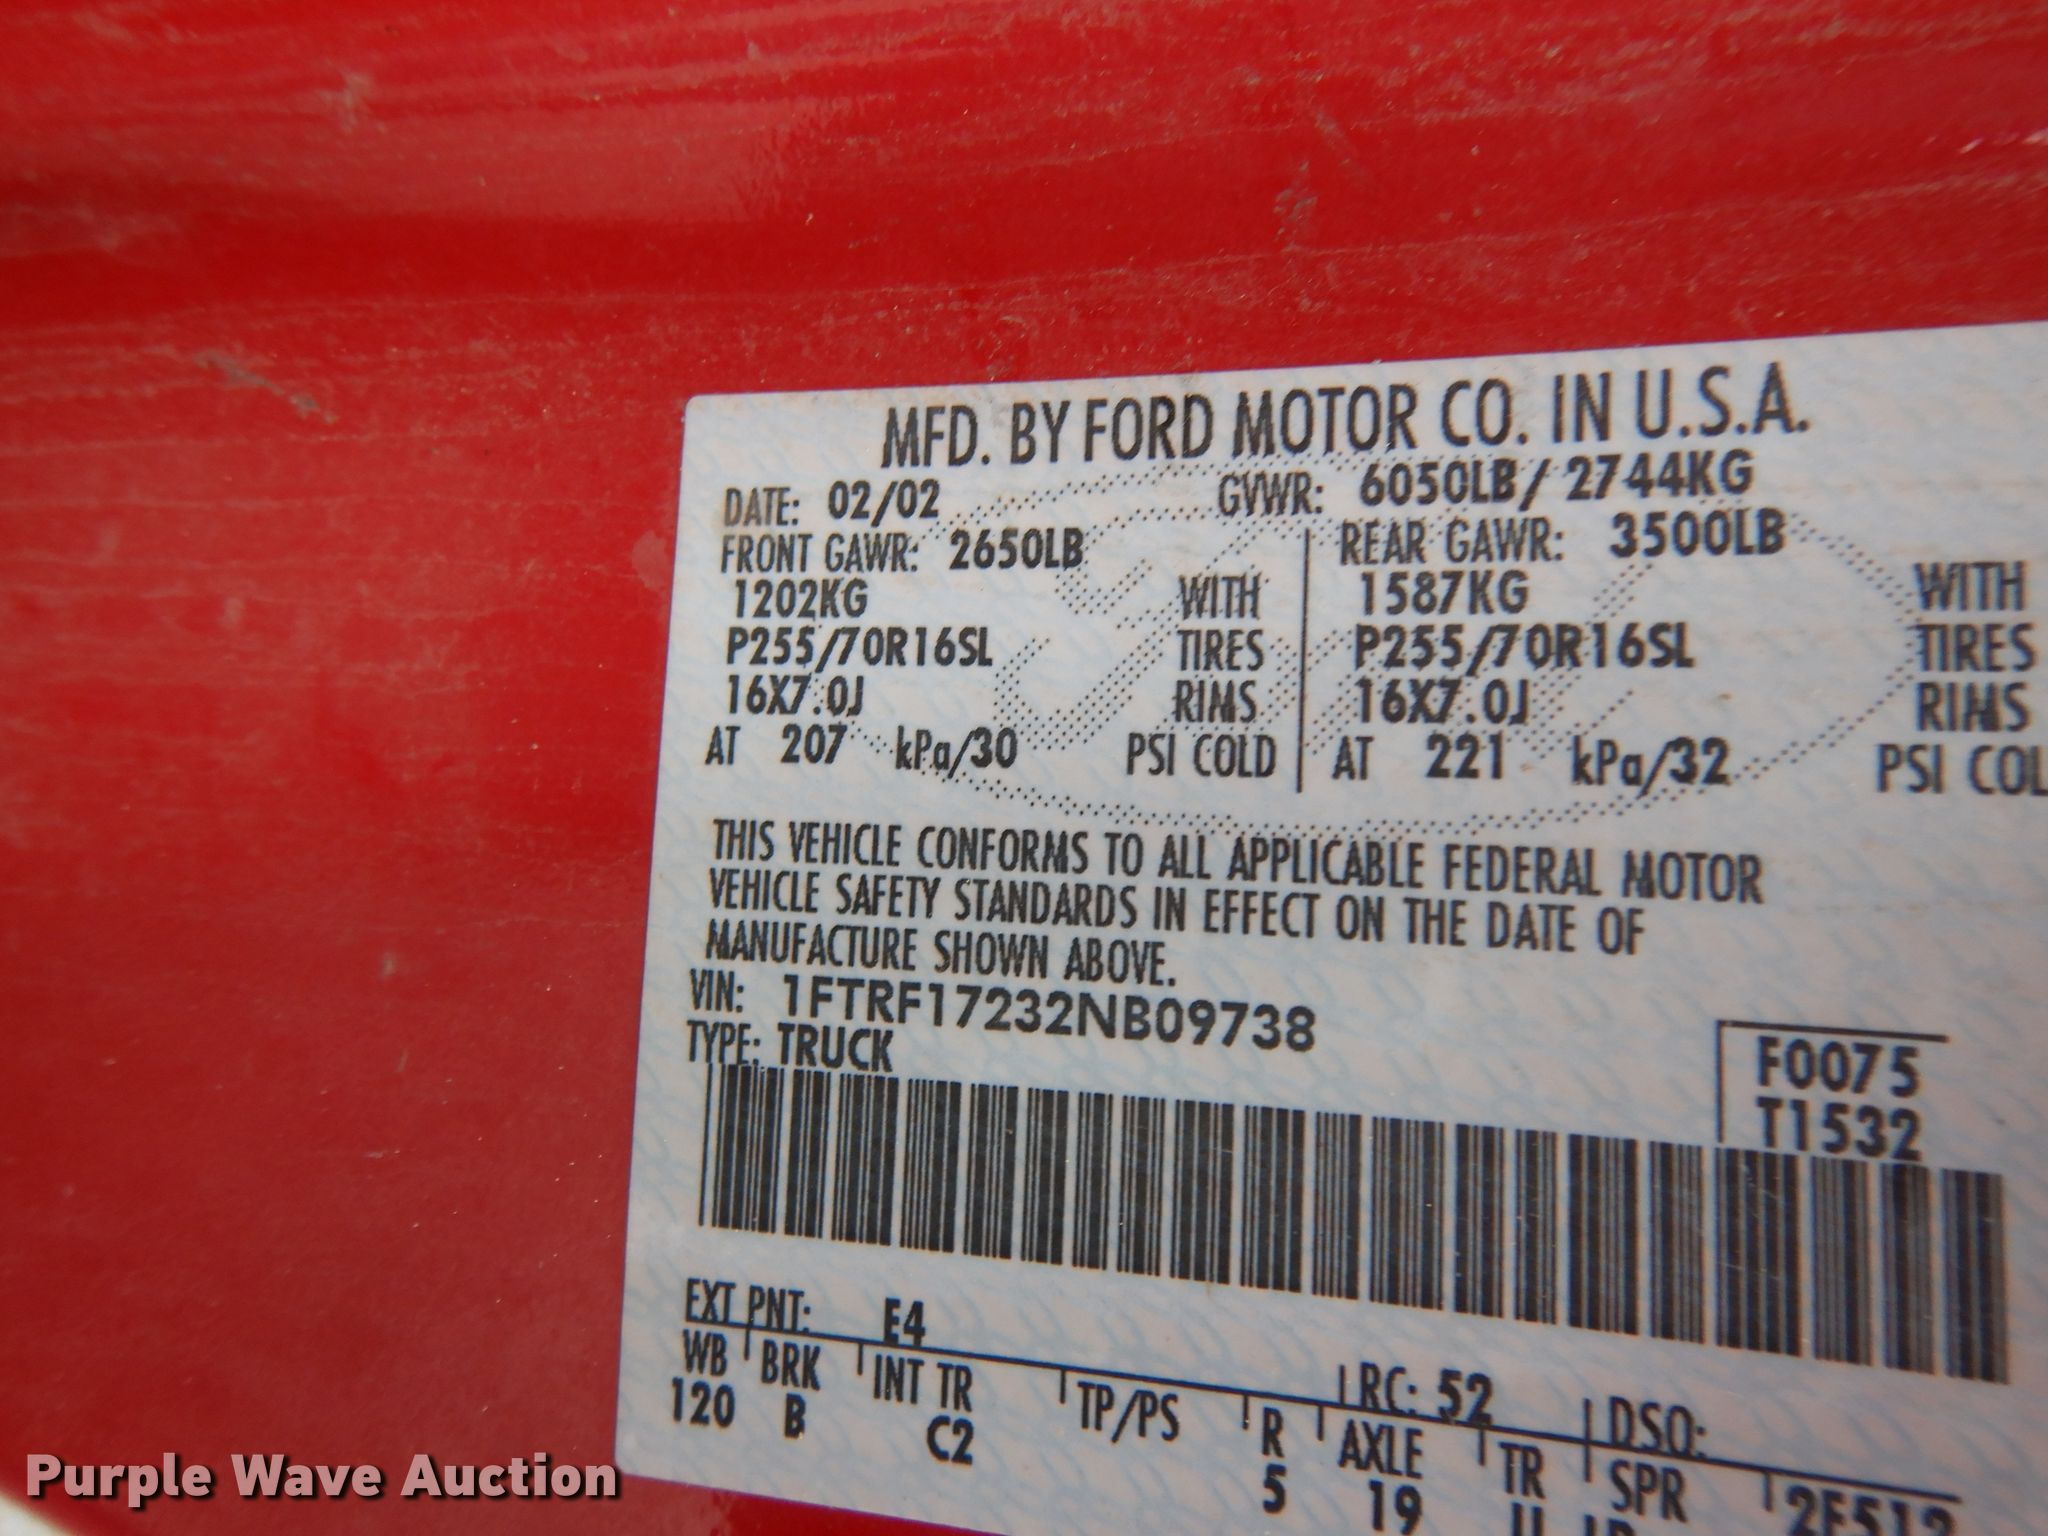 MFD. BY FORD MOTOR CO. IN U.S.A.
DATE: 02/02 GVWR: 6050LB/2744KG
FRONT GAWR: 2650LB REAR GAWR: 3500LB
1202KG WITH 1587KG WITH
P255/70R16SL TIRES P255/70R16SL TIRES
16X7.0J RIMS 16X7.0J RIMS
AT 207 kPa/30 PSI COLD AT 221 kPa/32 PSI COL
THIS VEHICLE CONFORMS TO ALL APPLICABLE FEDERAL MOTOR
VEHICLE SAFETY STANDARDS IN EFFECT ON THE DATE OF
MANUFACTURE SHOWN ABOVE.
VIN: 1FTRF17232NB09738
TYPE: TRUCK
F0075
T1532
EXT PNT: E4 RC: 52 DSO:
WB BRK INT TR TP/PS R AXLE TR SPR
120 B C2 5 19
Purple Wave Auction